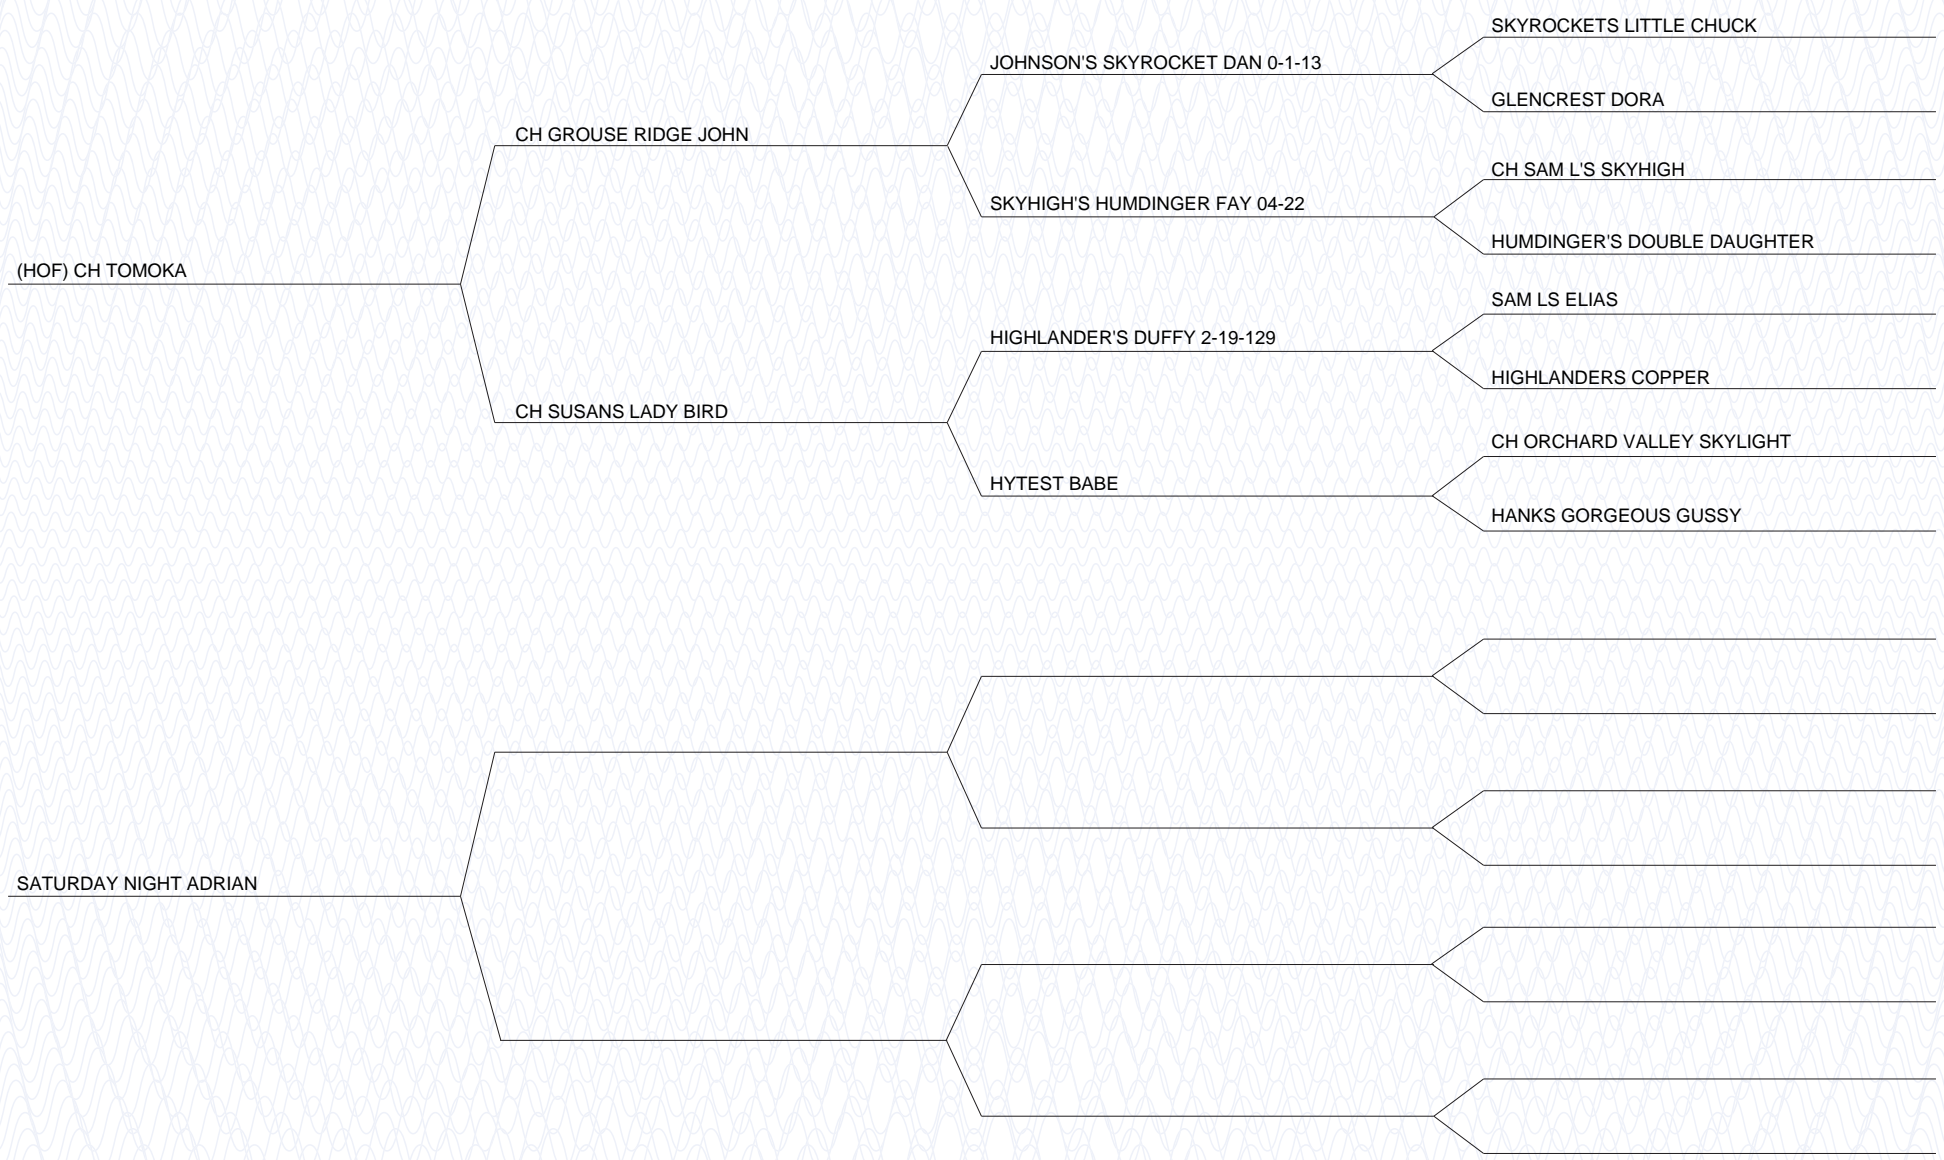 SKYROCKETS LITTLE CHUCK
JOHNSON'S SKYROCKET DAN 0-1-13
GLENCREST DORA
CH GROUSE RIDGE JOHN
CH SAM L'S SKYHIGH
SKYHIGH'S HUMDINGER FAY 04-22
HUMDINGER'S DOUBLE DAUGHTER
(HOF) CH TOMOKA
SAM LS ELIAS
HIGHLANDER'S DUFFY 2-19-129
HIGHLANDERS COPPER
CH SUSANS LADY BIRD
CH ORCHARD VALLEY SKYLIGHT
HYTEST BABE
HANKS GORGEOUS GUSSY
SATURDAY NIGHT ADRIAN